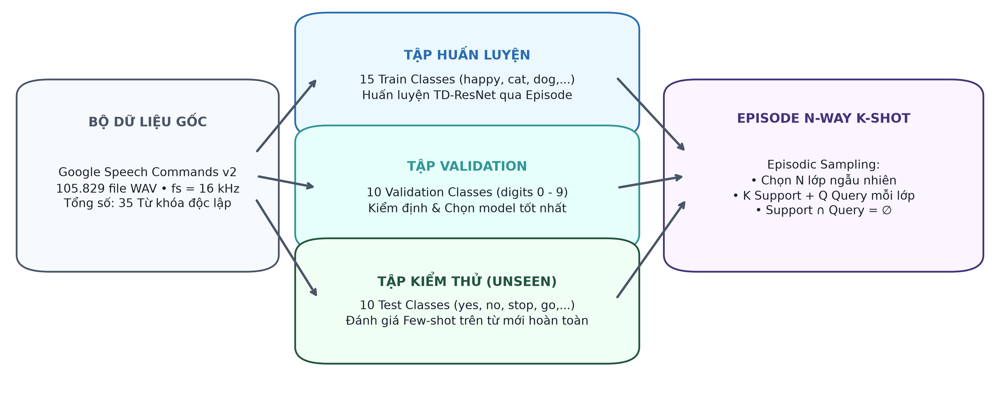 BỘ DỮ LIỆU GỐC
Google Speech Commands v2
105.829 file WAV • fs = 16 kHz
Tổng số: 35 Từ khóa độc lập
TẬP HUẤN LUYỆN
15 Train Classes (happy, cat, dog,...)
Huấn luyện TD-ResNet qua Episode
TẬP VALIDATION
10 Validation Classes (digits 0 - 9)
Kiểm định & Chọn model tốt nhất
TẬP KIỂM THỬ (UNSEEN)
10 Test Classes (yes, no, stop, go,...)
Đánh giá Few-shot trên từ mới hoàn toàn
EPISODE N-WAY K-SHOT
Episodic Sampling:
• Chọn N lớp ngẫu nhiên
• K Support + Q Query mỗi lớp
• Support ∩ Query = ∅